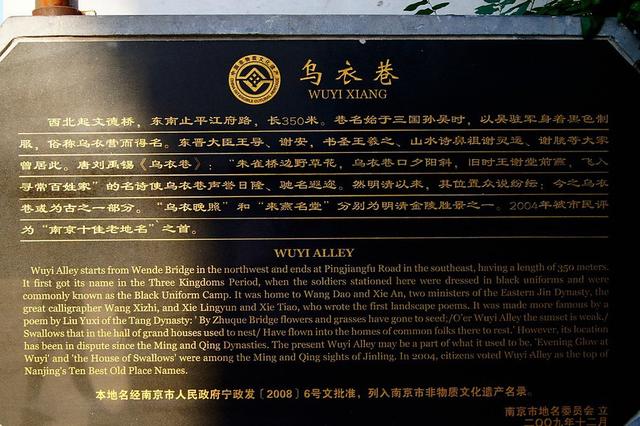 乌衣巷
WUYI XIANG
西北起文德桥，东南止平江府路，长350米。巷名始于三国孙吴时，以吴驻军身着黑色制
服，俗称乌衣营而得名。东晋大臣王导、谢安，书圣王羲之、山水诗鼻祖谢灵运、谢朓等大家
曾居此。唐刘禹锡《乌衣巷》：“朱雀桥边野草花，乌衣巷口夕阳斜，旧时王谢堂前燕，飞入
寻常百姓家”的名诗使乌衣巷声誉日隆、驰名遐迩。然明清以来，其位置众说纷纭；今之乌衣
巷或为古之一部分。“乌衣晚照”和“来燕名堂”分别为明清金陵胜景之一。2004年被市民评
为“南京十佳老地名”之首。
WUYI ALLEY
Wuyi Alley starts from Wende Bridge in the northwest and ends at Pingjiangfu Road in the southeast, having a length of 350 meters.
It first got its name in the Three Kingdoms Period, when the soldiers stationed here were dressed in black uniforms and were
commonly known as the Black Uniform Camp. It was home to Wang Dao and Xie An, two ministers of the Eastern Jin Dynasty, the
great calligrapher Wang Xizhi, and Xie Lingyun and Xie Tiao, who wrote the first landscape poems. It was made more famous by a
poem by Liu Yuxi of the Tang Dynasty: ' By Zhuque Bridge flowers and grasses have gone to seed;/O'er Wuyi Alley the sunset is weak./
Swallows that in the hall of grands houses used to nest/ Have flown into the homes of common folks there to rest.' However, its location
has been in dispute since the Ming and Qing Dynasties. The present Wuyi Alley may be a part of what it used to be. 'Evening Glow at
Wuyi' and 'the House of Swallows' were among the Ming and Qing sights of Jinling. In 2004, citizens voted Wuyi Alley as the top of
Nanjing's Ten Best Old Place Names.
本地名经南京市人民政府宁政发〔2008〕6号文批准，列入南京市非物质文化遗产名录。
南京市地名委员会 立
二〇〇九年十二月